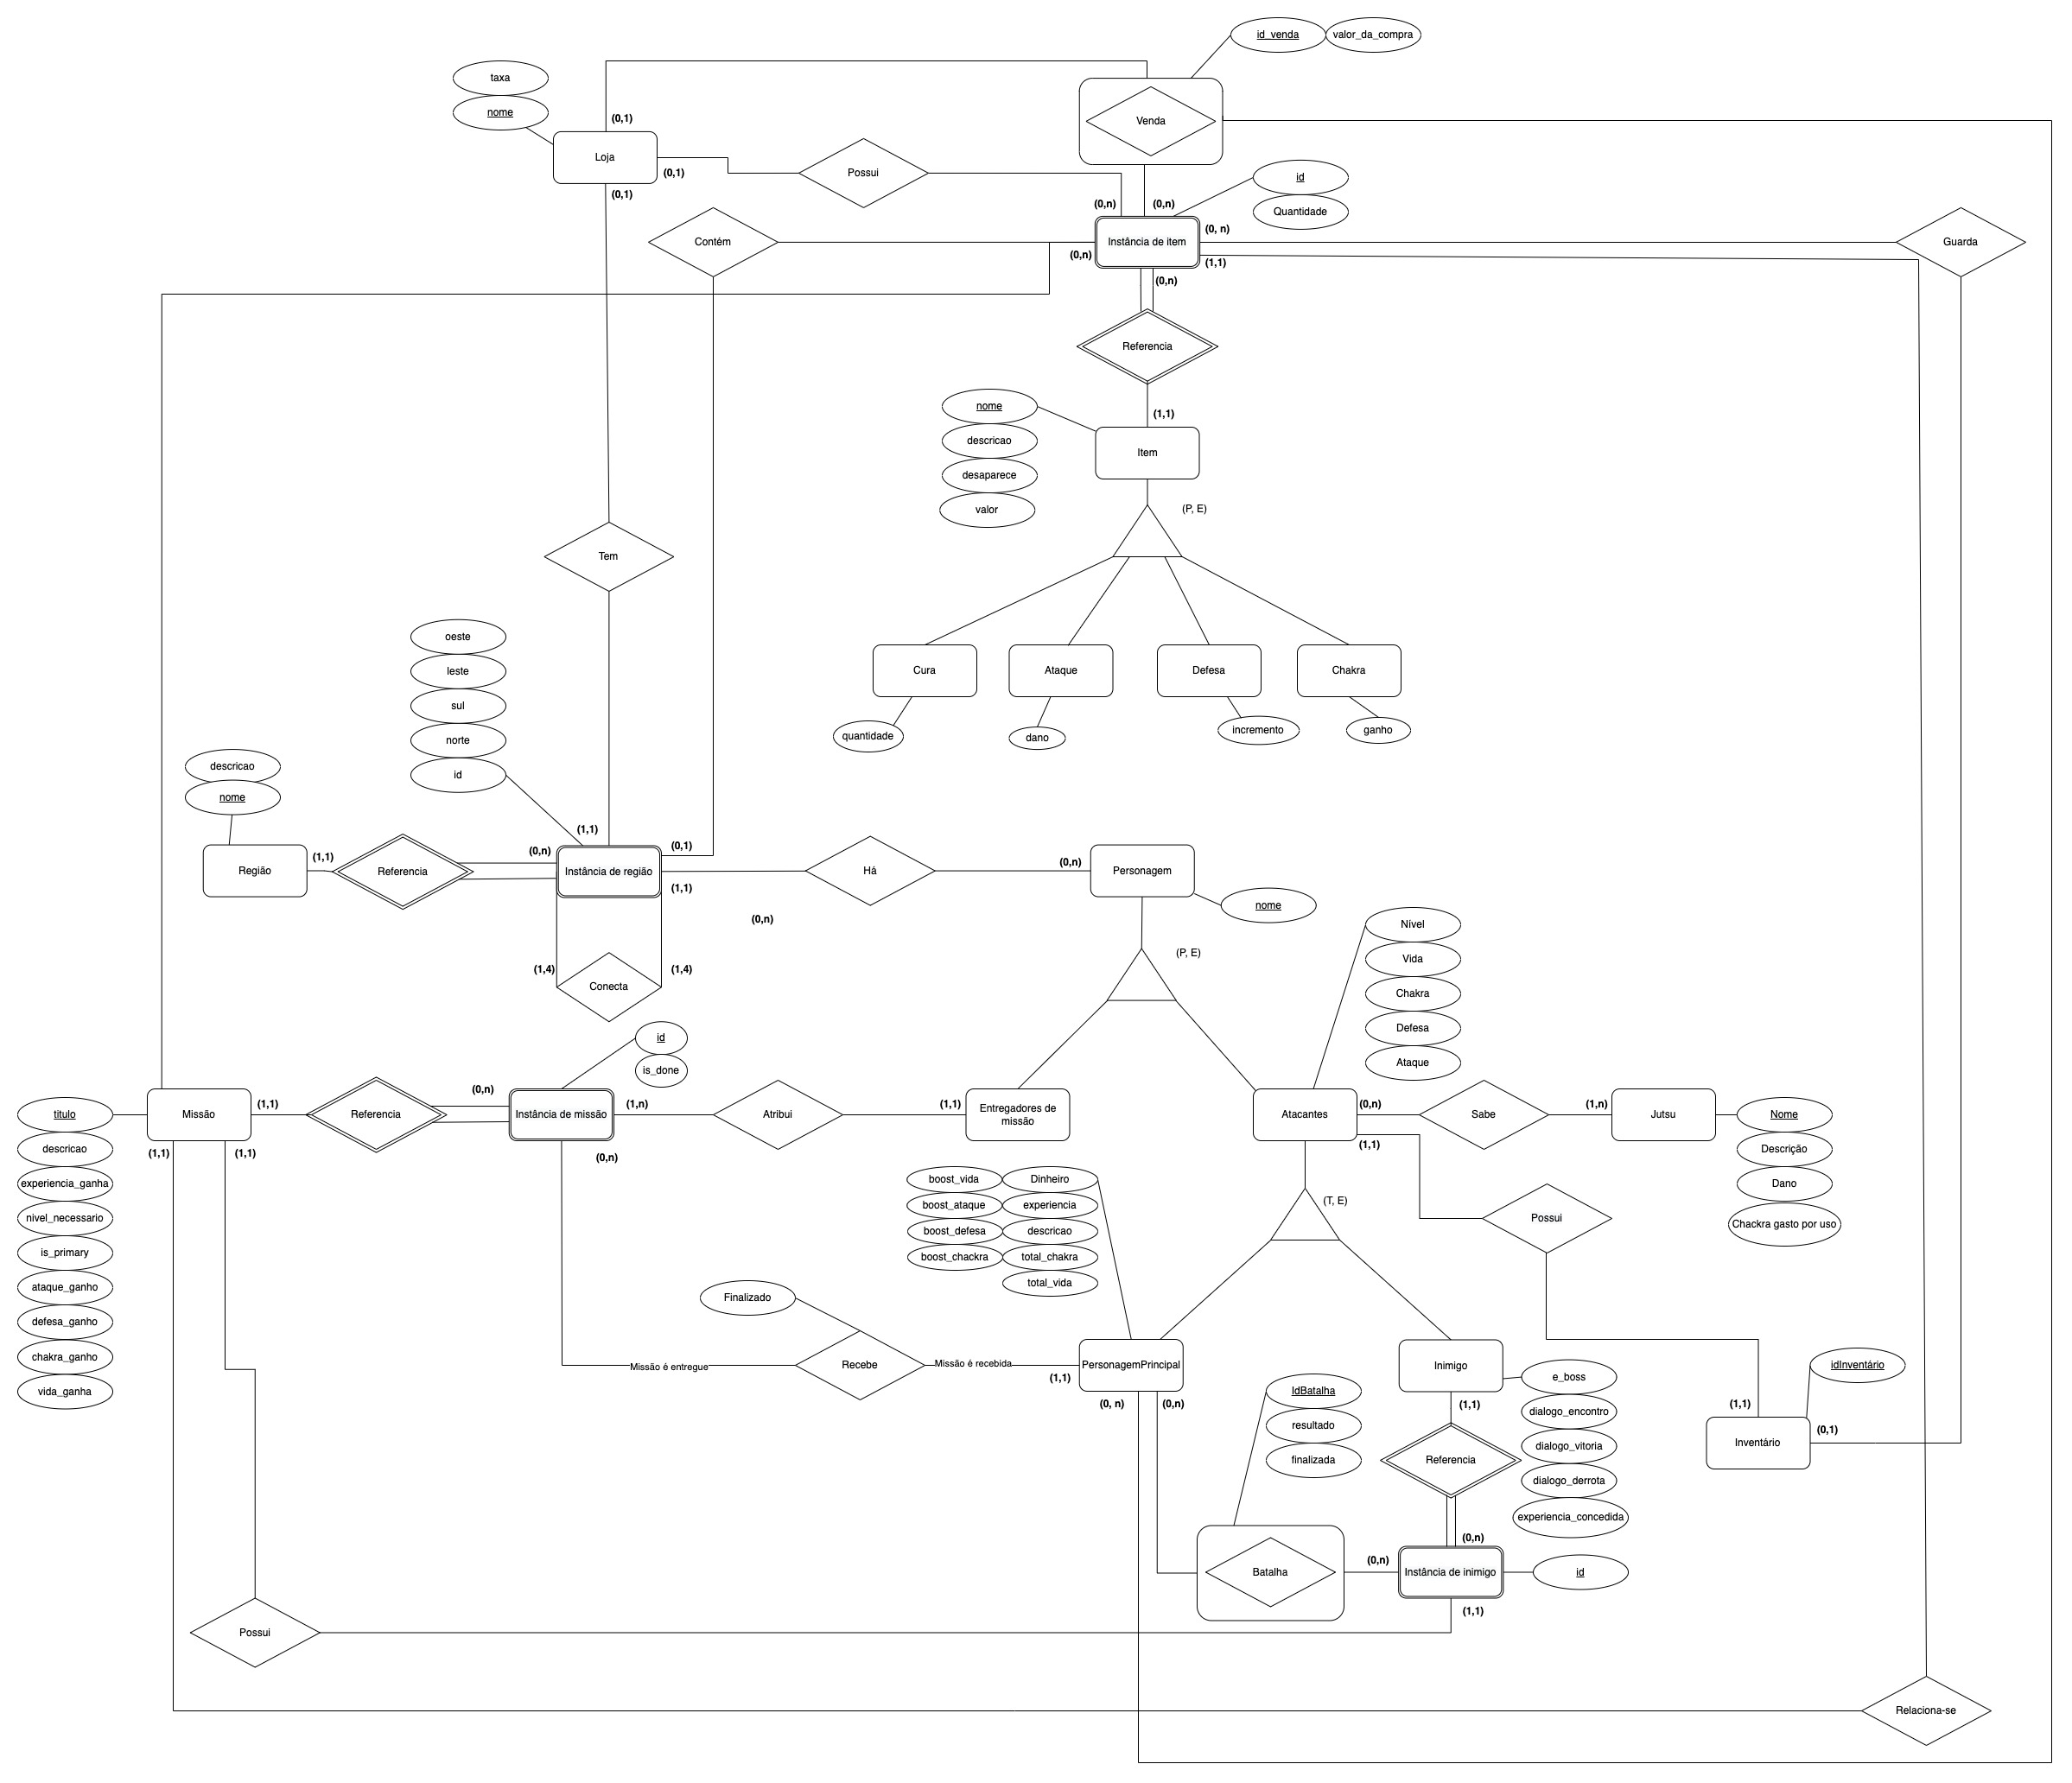 id_venda
valor_da_compra
taxa
nome
(0,1)
Venda
Loja
(0,1)
Possui
(0,1)
id
(0,n)
(0,n)
Quantidade
Contém
Instância de item
(0, n)
Guarda
(0,n)
(1,1)
(0,n)
Referencia
nome
(1,1)
descricao
Item
desaparece
valor
(P, E)
Tem
oeste
leste
sul
norte
id
Cura
Ataque
Defesa
Chakra
quantidade
dano
incremento
ganho
descricao
nome
(1,1)
(0,1)
(0,n)
(1,1)
Região
Referencia
Instância de região
Há
(0,n)
Personagem
(1,1)
nome
(0,n)
(P, E)
(1,4)
(1,4)
Conecta
Nível
Vida
Chakra
Defesa
Ataque
id
is_done
titulo
Missão
(1,1)
Referencia
(0,n)
Instância de missão
(1,n)
Atribui
(1,1)
Entregadores de
missão
Atacantes
(0,n)
Sabe
(1,n)
Jutsu
Nome
(1,1)
(1,1)
(1,1)
(0,n)
Descrição
Dano
Chackra gasto por uso
descricao
experiencia_ganha
nivel_necessario
is_primary
ataque_ganho
defesa_ganho
chakra_ganho
vida_ganha
boost_vida
Dinheiro
boost_ataque
experiencia
boost_defesa
descricao
boost_chackra
total_chakra
total_vida
(T, E)
Possui
Finalizado
Missão é entregue
Recebe
Missão é recebida
PersonagemPrincipal
(1,1)
(0, n)
(0,n)
Inimigo
(1,1)
e_boss
dialogo_encontro
dialogo_vitoria
dialogo_derrota
experiencia_concedida
idInventário
(1,1)
Inventário
(0,1)
IdBatalha
resultado
finalizada
Referencia
(0,n)
Batalha
(0,n)
Instância de inimigo
id
(1,1)
Possui
Relaciona-se